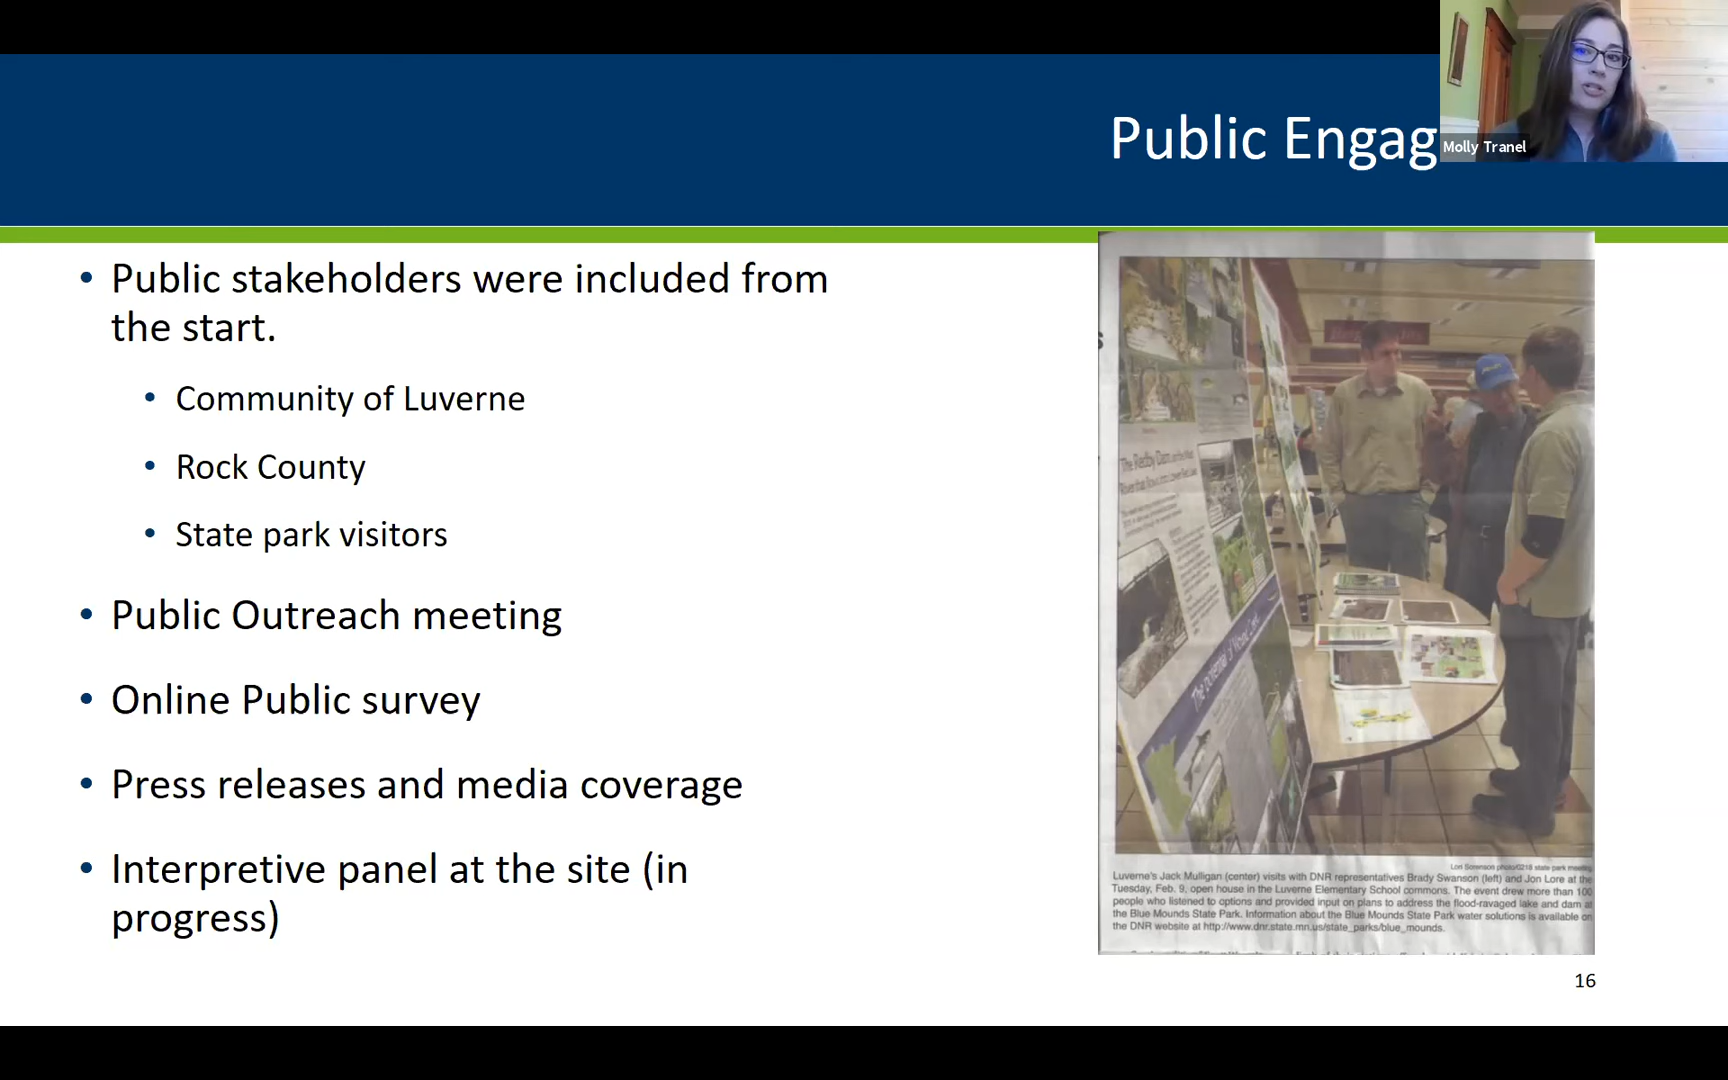 Public Engag
Molly Tranel
• Public stakeholders were included from
the start.
• Community of Luverne
• Rock County
• State park visitors
• Public Outreach meeting
• Online Public survey
• Press releases and media coverage
• Interpretive panel at the site (in
progress)
The Redby Dam
The potential of
Lori Sorenson photo/0218 state park meeting
Luverne's Jack Mulligan (center) visits with DNR representatives Brady Swanson (left) and Jon Lore at the
Tuesday, Feb. 9, open house in the Luverne Elementary School commons. The event drew more than 100
people who listened to options and provided input on plans to address the flood-ravaged lake and dam at
the Blue Mounds State Park. Information about the Blue Mounds State Park water solutions is available on
the DNR website at http://www.dnr.state.mn.us/state_parks/blue_mounds.
16